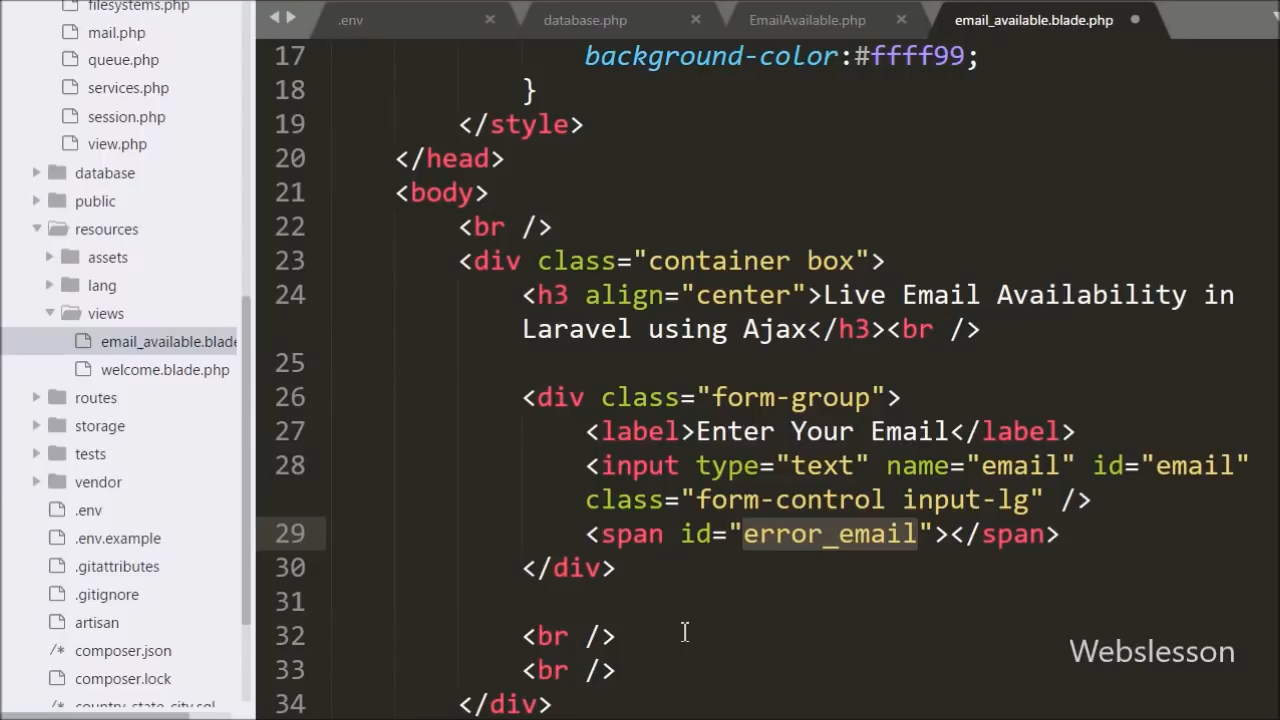 filesystems.php
mail.php
queue.php
services.php
session.php
view.php
database
public
resources
assets
lang
views
email_available.blade
welcome.blade.php
routes
storage
tests
vendor
.env
.env.example
.gitattributes
.gitignore
artisan
/* composer.json
/* composer.lock
country_state_city.sql
.env × database.php × EmailAvailable.php × email_available.blade.php
17 background-color:#ffff99;
18 }
19 </style>
20 </head>
21 <body>
22 <br />
23 <div class="container box">
24 <h3 align="center">Live Email Availability in
Laravel using Ajax</h3><br />
25
26 <div class="form-group">
27 <label>Enter Your Email</label>
28 <input type="text" name="email" id="email"
class="form-control input-lg" />
29 <span id="error_email"></span>
30 </div>
31
32 <br />
33 <br />
34 </div>
Webslesson